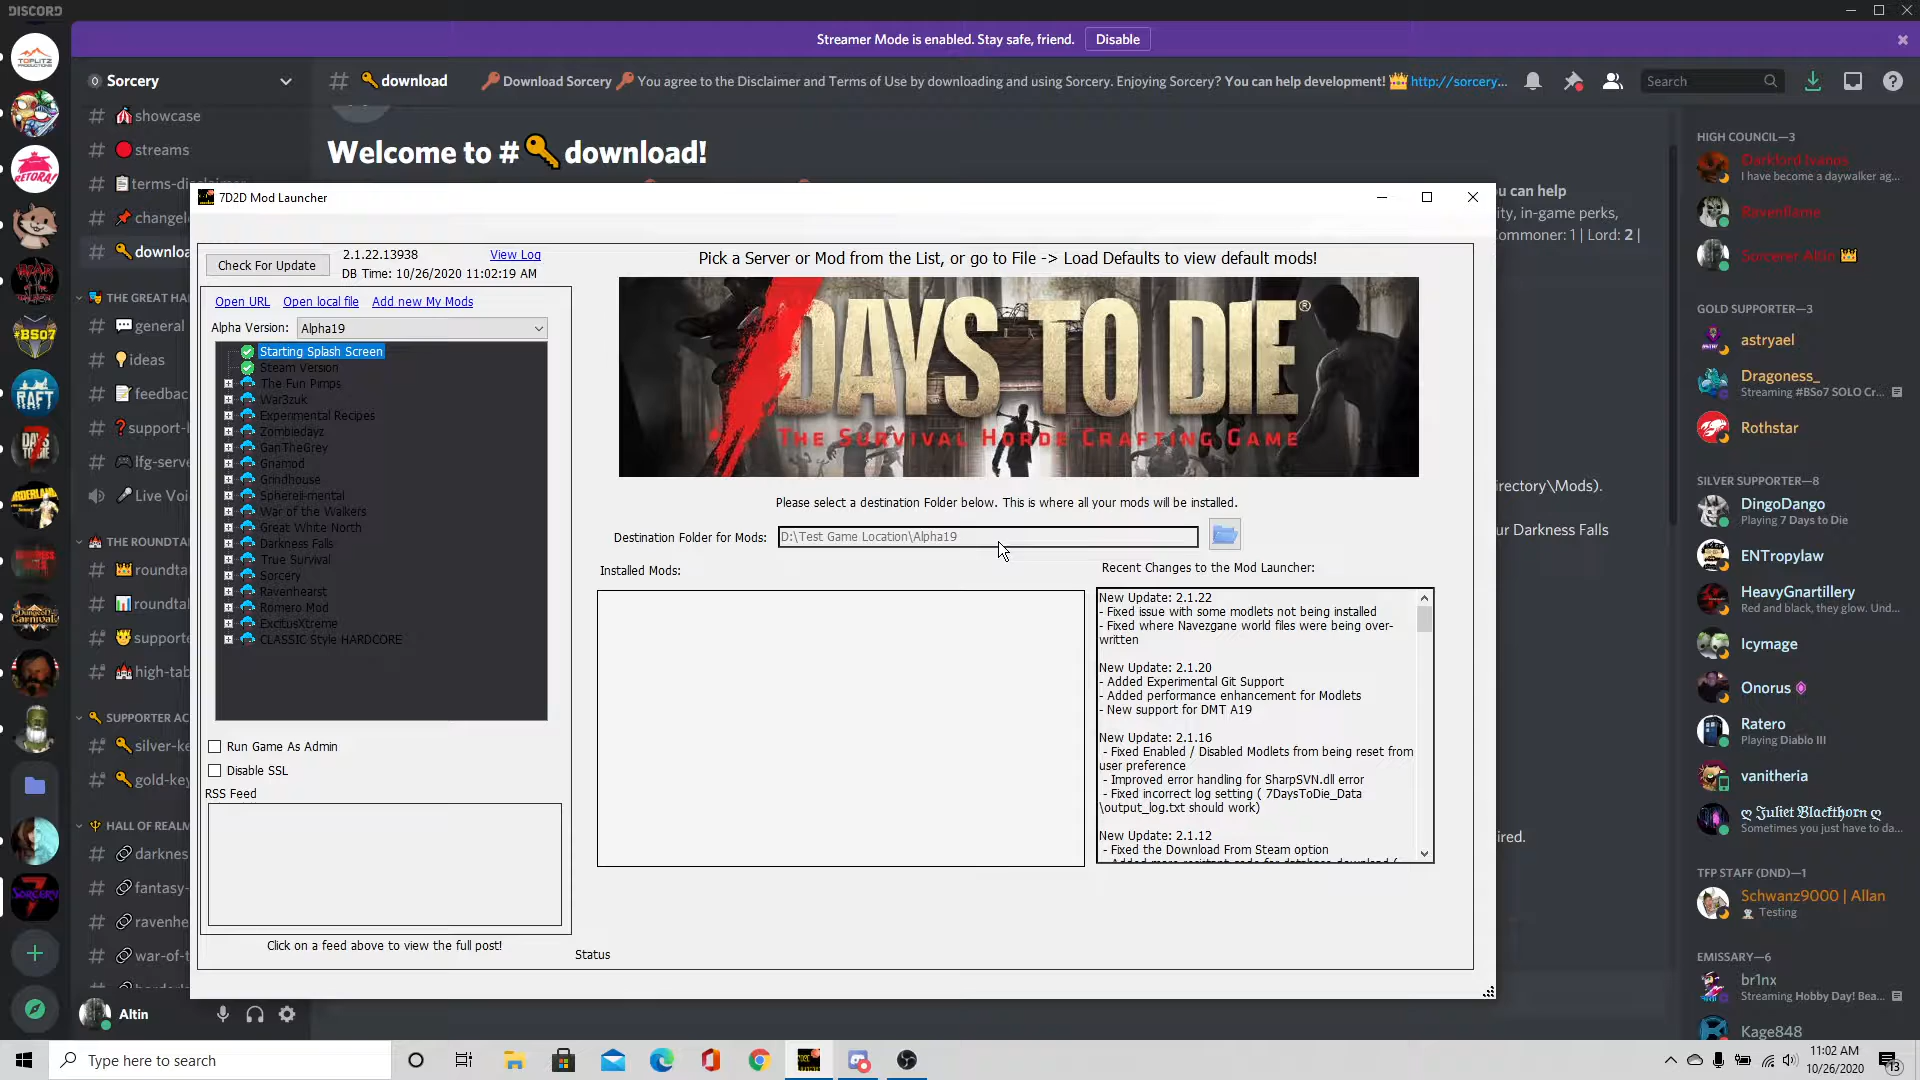 DISCORD
Streamer Mode is enabled. Stay safe, friend.
Disable
Sorcery
showcase
streams
terms-disclaimer
changel
downloa
THE GREAT HA
general
ideas
feedbac
support-
lfg-serve
Live Voi
THE ROUNDTA
roundta
roundtal
supporte
high-tab
SUPPORTER AC
silver-ke
gold-key
HALL OF REALM
darknes
fantasy-
ravenhe
war-of-t
Altin
download
Download Sorcery
You agree to the Disclaimer and Terms of Use by downloading and using Sorcery. Enjoying Sorcery? You can help development!
http://sorcery...
Search
Welcome to # download!
u can help
ity, in-game perks,
ommoner: 1 | Lord: 2 |
irectory\Mods).
ur Darkness Falls
ired.
7D2D Mod Launcher
Check For Update
2.1.22.13938
View Log
DB Time: 10/26/2020 11:02:19 AM
Open URL
Open local file
Add new My Mods
Alpha Version:
Alpha19
Starting Splash Screen
Steam Version
The Fun Pimps
War3zuk
Expermental Recipes
Zombiedayz
GanTheGrey
Gnamod
Grindhouse
SphereII-mental
War of the Walkers
Great White North
Darkness Falls
True Survival
Sorcery
Ravenhearst
Romero Mod
ExcitusXtreme
CLASSIC Style HARDCORE
Run Game As Admin
Disable SSL
RSS Feed
Click on a feed above to view the full post!
Pick a Server or Mod from the List, or go to File -> Load Defaults to view default mods!
7 DAYS TO DIE®
THE SURVIVAL HORDE CRAFTING GAME
Please select a destination Folder below. This is where all your mods will be installed.
Destination Folder for Mods:
D:\Test Game Location\Alpha19
Installed Mods:
Recent Changes to the Mod Launcher:
New Update: 2.1.22
- Fixed issue with some modlets not being installed
- Fixed where Navezgane world files were being over-
written
New Update: 2.1.20
- Added Experimental Git Support
- Added performance enhancement for Modlets
- New support for DMT A19
New Update: 2.1.16
- Fixed Enabled / Disabled Modlets from being reset from
user preference
- Improved error handling for SharpSVN.dll error
- Fixed incorrect log setting ( 7DaysToDie_Data
\output_log.txt should work)
New Update: 2.1.12
- Fixed the Download From Steam option
Status
HIGH COUNCIL—3
Darklord Ivanos
I have become a daywalker ag...
Ravenflame
Sorcerer Altin
GOLD SUPPORTER—3
astryael
Dragoness_
Streaming #BSo7 SOLO Cr...
Rothstar
SILVER SUPPORTER—8
DingoDango
Playing 7 Days to Die
ENTropylaw
HeavyGnartillery
Red and black, they glow. Und...
Icymage
Onorus
Ratero
Playing Diablo III
vanitheria
ღ 𝔍𝔲𝔩𝔦𝔢𝔱 𝔅𝔩𝔞𝔠𝔨𝔱𝔥𝔬𝔯𝔫 ღ
Sometimes you just have to da...
TFP STAFF (DND)—1
Schwanz9000 | Allan
Testing
EMISSARY—6
br1nx
Streaming Hobby Day! Bea...
Kage848
Type here to search
11:02 AM
10/26/2020
13